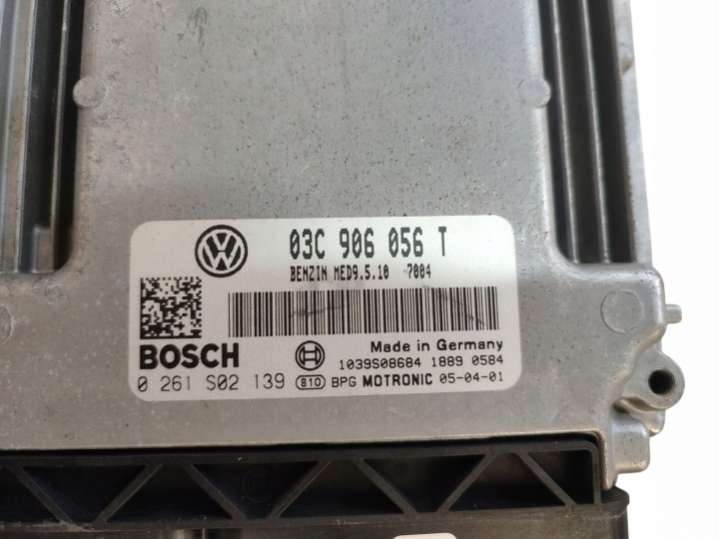 03C 906 056 T
BENZIN MED9.5.10 7004
BOSCH
Made in Germany
1039S08684 1889 0584
0 261 S02 139 810 BPG MOTRONIC 05-04-01